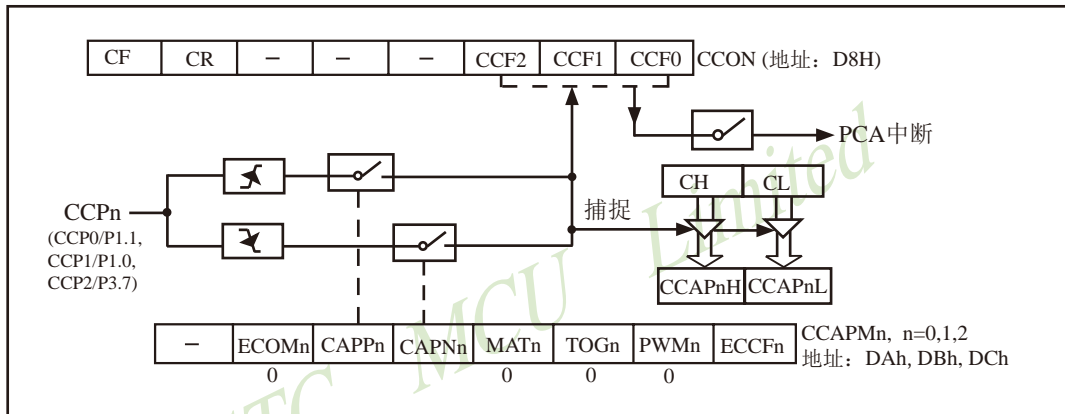 CF CR – – – CCF2 CCF1 CCF0 CCON (地址：D8H)
PCA中断
CH CL
捕捉
CCPn
(CCP0/P1.1,
CCP1/P1.0,
CCP2/P3.7)
CCAPnH CCAPnL
– ECOMn CAPPn CAPNn MATn TOGn PWMn ECCFn
0 0 0 0
CCAPMn, n=0,1,2
地址：DAh, DBh, DCh
MCU Limited